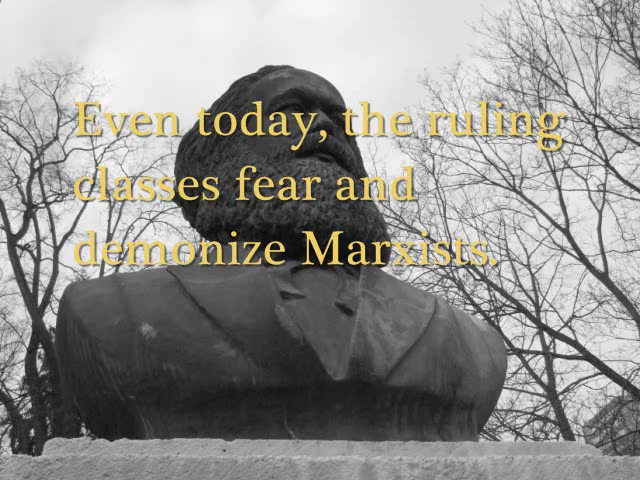 Even today, the ruling
classes fear and
demonize Marxists.